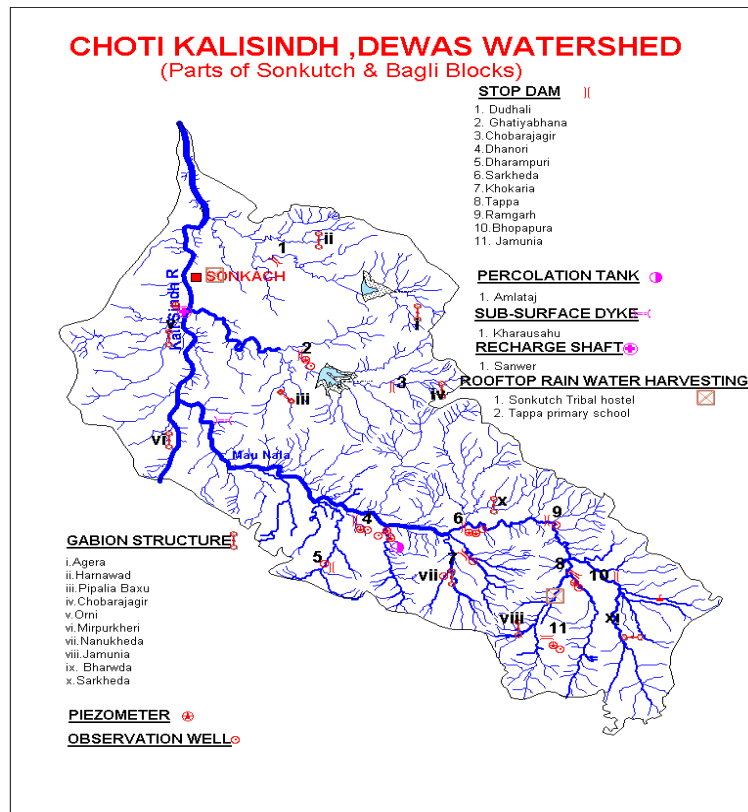 CHOTI KALISINDH ,DEWAS WATERSHED
(Parts of Sonkutch & Bagli Blocks)
STOP DAM
1. Dudhali
2. Ghatiyabhana
3.Chobarajagir
4.Dhanori
5.Dharampuri
6.Sarkheda
7.Khokaria
8.Tappa
9.Ramgarh
10.Bhopapura
11. Jamunia
PERCOLATION TANK
1. Amlataj
SUB-SURFACE DYKE
1. Kharausahu
RECHARGE SHAFT
1. Sanwer
ROOFTOP RAIN WATER HARVESTING
1. Sonkutch Tribal hostel
2. Tappa primary school
1
ii
SONKACH
Kali Sindh R
i
v
2
iii
3
iv
vi
Mau Nala
x
4
6
9
5
7
vii
8
10
viii
11
xi
GABION STRUCTURE
i.Agera
ii.Harnawad
iii.Pipalia Baxu
iv.Chobarajagir
v.Orni
vi.Mirpurkheri
vii.Nanukheda
viii.Jamunia
ix. Bharwda
x.Sarkheda
PIEZOMETER
OBSERVATION WELL